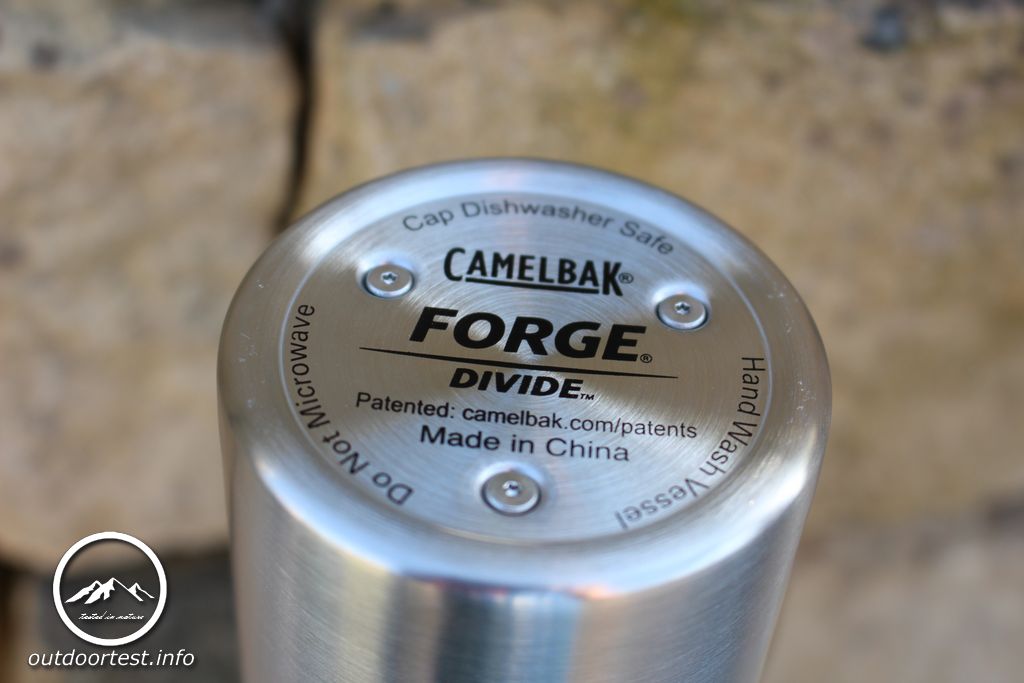 Cap Dishwasher Safe
CAMELBAK®
FORGE®
DIVIDE™
Patented: camelbak.com/patents
Made in China
Do Not Microwave
Hand Wash Vessel
tested in nature
outdoortest.info